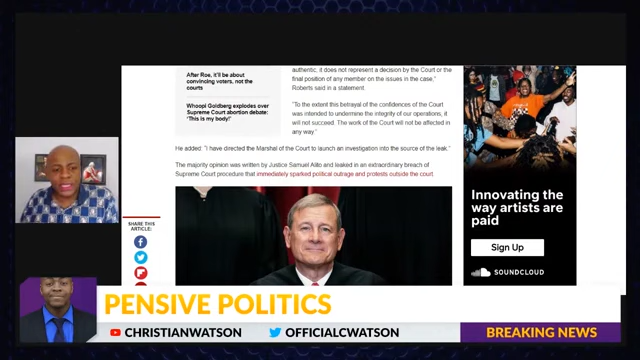 After Roe, it'll be about
convincing voters, not the
courts
Whoopi Goldberg explodes over
Supreme Court abortion debate:
'This is my body!'
authentic, it does not represent a decision by the Court or the
final position of any member on the issues in the case,"
Roberts said in a statement.
"To the extent this betrayal of the confidences of the Court
was intended to undermine the integrity of our operations, it
will not succeed. The work of the Court will not be affected in
any way."
He added: "I have directed the Marshal of the Court to launch an investigation into the source of the leak."
The majority opinion was written by Justice Samuel Alito and leaked in an extraordinary breach of
Supreme Court procedure that immediately sparked political outrage and protests outside the court.
SHARE THIS
ARTICLE:
Innovating the
way artists are
paid
Sign Up
SOUNDCLOUD
PENSIVE POLITICS
CHRISTIANWATSON
OFFICIALCWATSON
BREAKING NEWS